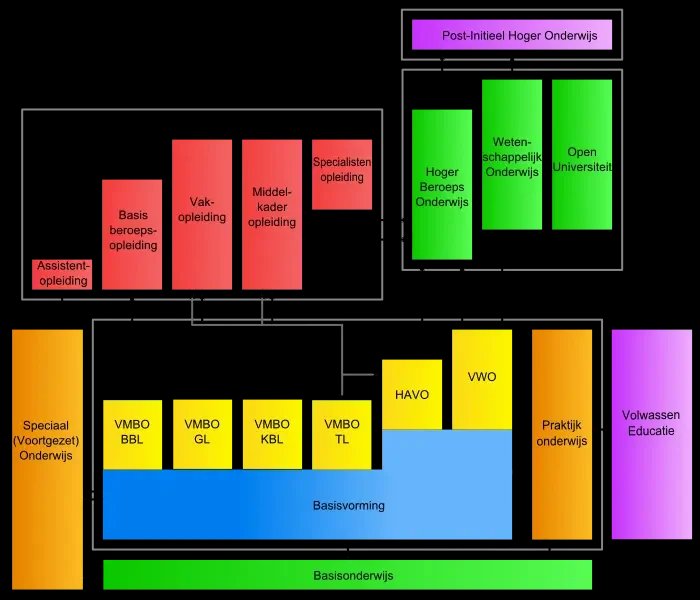 Post-Initieel Hoger Onderwijs
Assistent-
opleiding
Basis
beroeps-
opleiding
Vak-
opleiding
Middel-
kader
opleiding
Specialisten
opleiding
Hoger
Beroeps
Onderwijs
Weten-
schappelijk
Onderwijs
Open
Universiteit
Speciaal
(Voortgezet)
Onderwijs
VMBO
BBL
VMBO
GL
VMBO
KBL
VMBO
TL
HAVO
VWO
Praktijk
onderwijs
Volwassen
Educatie
Basisvorming
Basisonderwijs